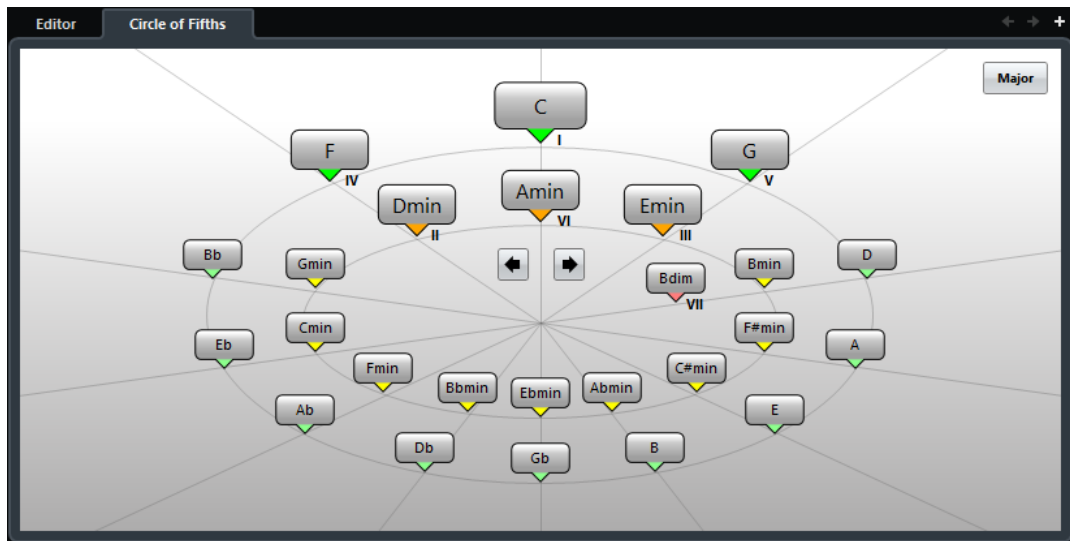 Editor
Circle of Fifths
Major
C
I
F
IV
G
V
Dmin
II
Amin
VI
Emin
III
Bb
Gmin
Bdim
VII
Bmin
D
Eb
Cmin
F#min
A
Fmin
Bbmin
Ebmin
Abmin
C#min
Ab
E
Db
Gb
B